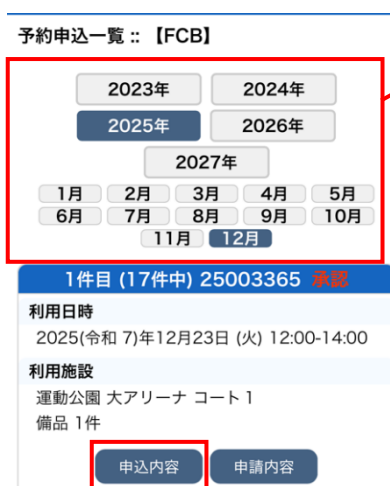 予約申込一覧 :: 【FCB】
2023年 2024年
2025年 2026年
2027年
1月 2月 3月 4月 5月
6月 7月 8月 9月 10月
11月 12月
1件目 (17件中) 25003365 承認
利用日時
2025(令和 7)年12月23日 (火) 12:00-14:00
利用施設
運動公園 大アリーナ コート 1
備品 1件
申込内容 申請内容